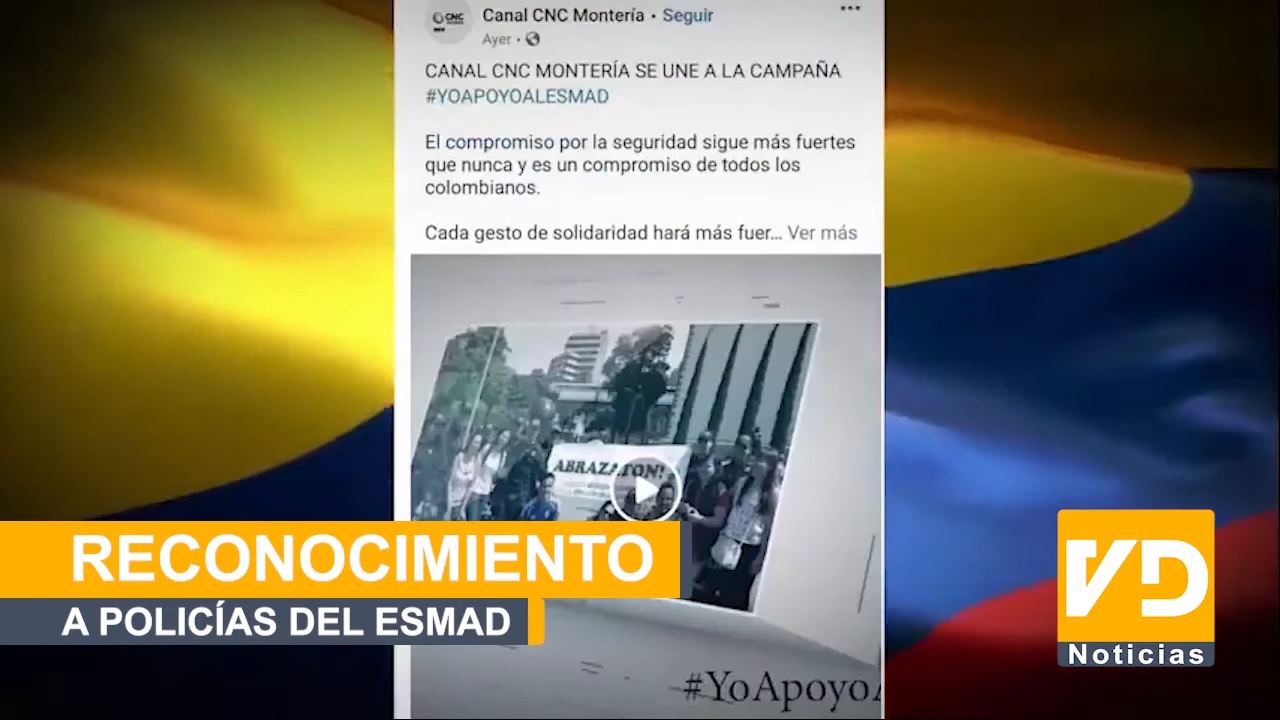 CNC
Canal CNC Montería • Seguir
Ayer •
CANAL CNC MONTERÍA SE UNE A LA CAMPAÑA
#YOAPOYOALESMAD
El compromiso por la seguridad sigue más fuertes
que nunca y es un compromiso de todos los
colombianos.
Cada gesto de solidaridad hará más fuer... Ver más
ABRAZATON!
#YoApoyoA
RECONOCIMIENTO
A POLICÍAS DEL ESMAD
VD
Noticias